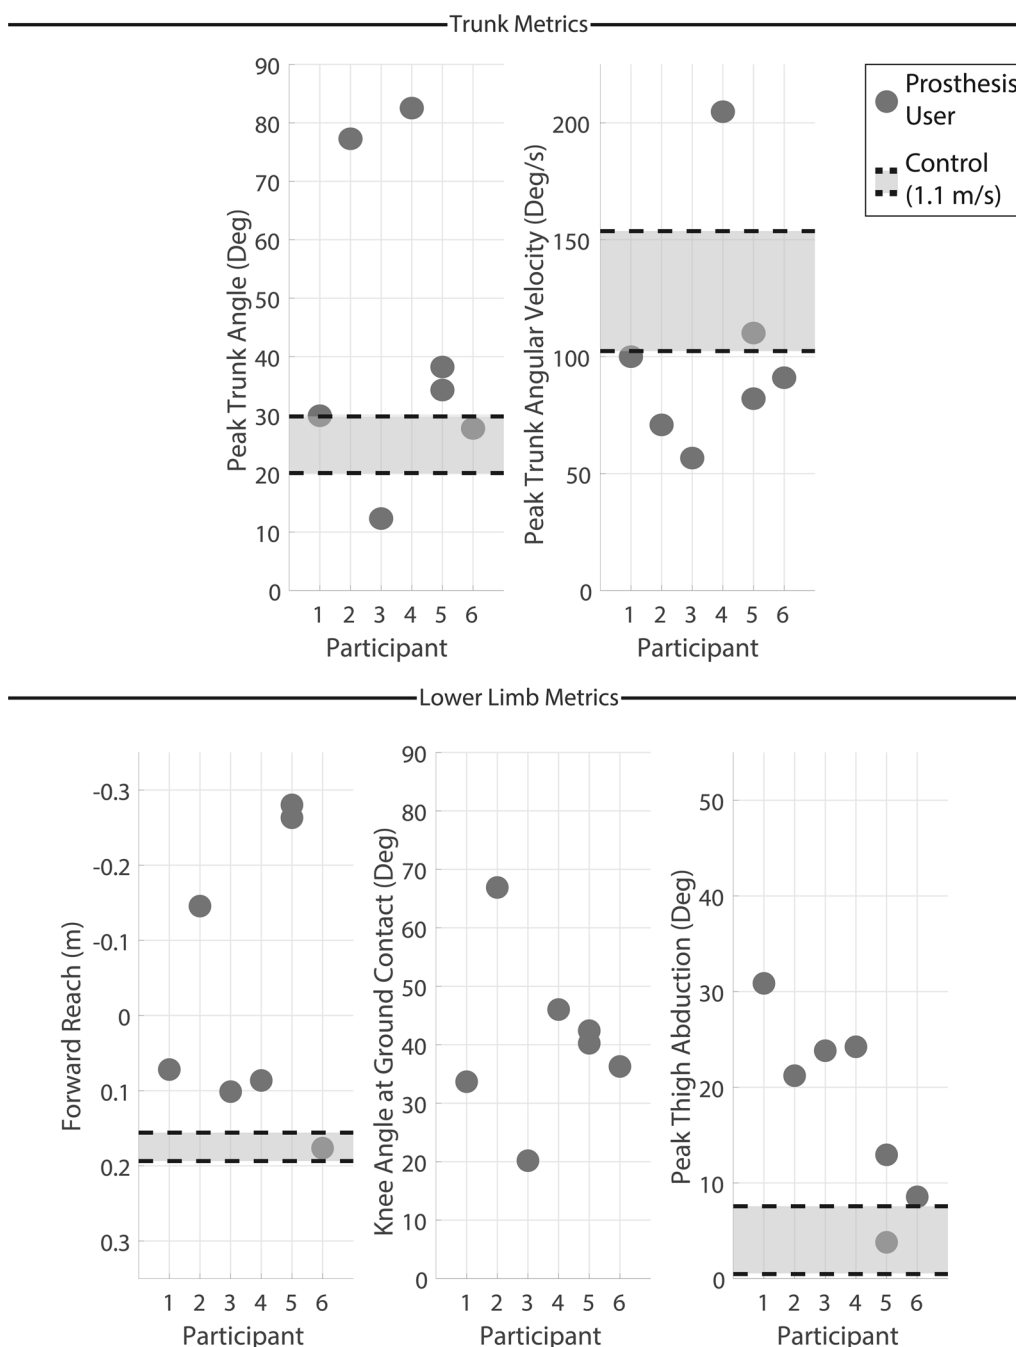 Trunk Metrics
Peak Trunk Angle (Deg)
90
80
70
60
50
40
30
20
10
0
1 2 3 4 5 6
Participant
Peak Trunk Angular Velocity (Deg/s)
200
150
100
50
0
1 2 3 4 5 6
Participant
Prosthesis
User
Control
(1.1 m/s)
Lower Limb Metrics
Forward Reach (m)
-0.3
-0.2
-0.1
0
0.1
0.2
0.3
1 2 3 4 5 6
Participant
Knee Angle at Ground Contact (Deg)
90
80
70
60
50
40
30
20
10
0
1 2 3 4 5 6
Participant
Peak Thigh Abduction (Deg)
50
40
30
20
10
0
1 2 3 4 5 6
Participant